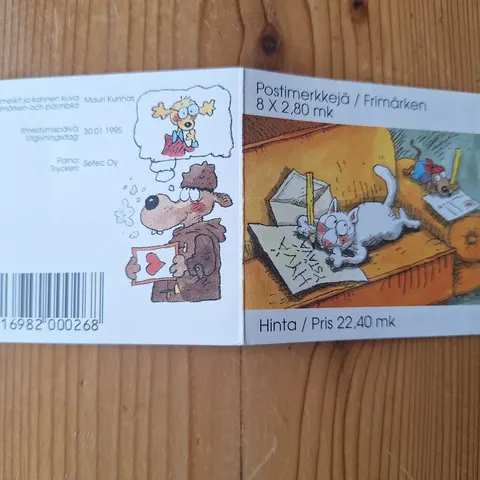 merkit ja kannen kuva: Mauri Kunnas
märken och pärmbild
Ilmestymispäivä: 30.01.1995
Utgivningsdag:
Paino: Setec Oy
Tryckeri:
16982 000268
Postimerkkejä / Frimärken
8 X 2,80 mk
Hinta / Pris 22,40 mk